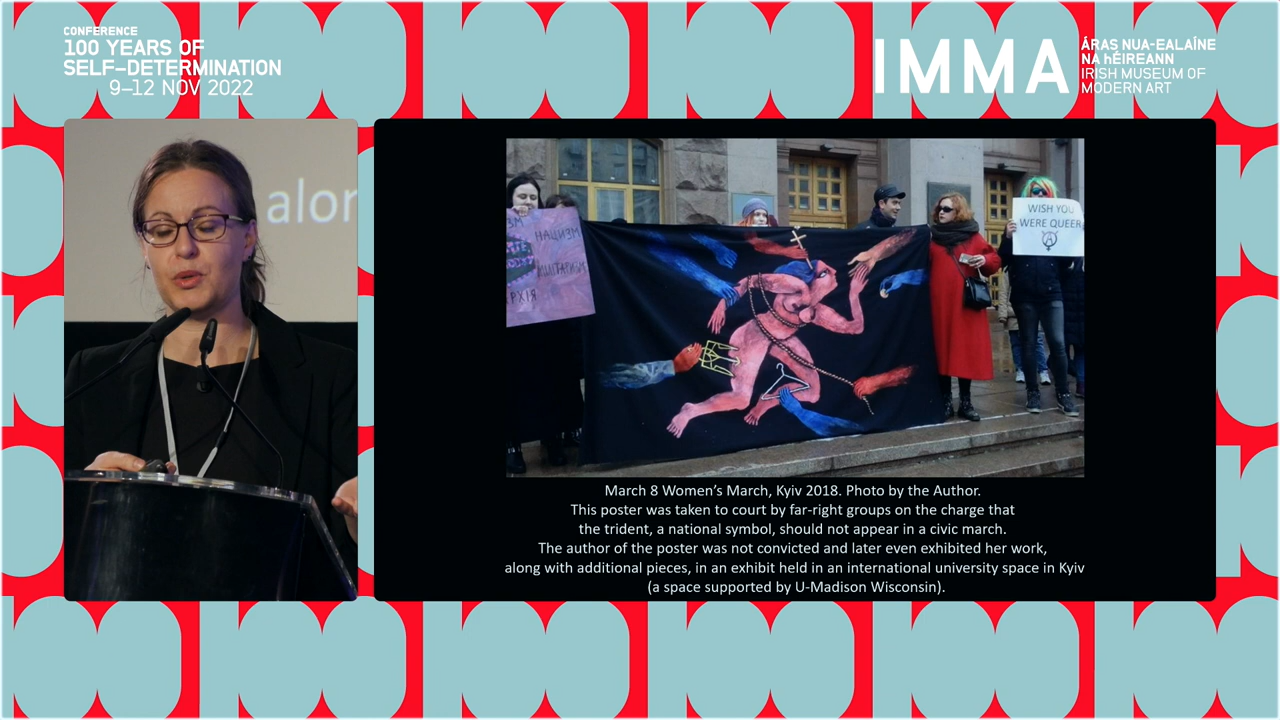 CONFERENCE
100 YEARS OF
SELF–DETERMINATION
9–12 NOV 2022
IMMA
ÁRAS NUA-EALAÍNE
NA hÉIREANN
IRISH MUSEUM OF
MODERN ART
alon
НАЦИЗМ
РХІЯ
WISH YOU
WERE QUEER
March 8 Women’s March, Kyiv 2018. Photo by the Author.
This poster was taken to court by far-right groups on the charge that
the trident, a national symbol, should not appear in a civic march.
The author of the poster was not convicted and later even exhibited her work,
along with additional pieces, in an exhibit held in an international university space in Kyiv
(a space supported by U-Madison Wisconsin).